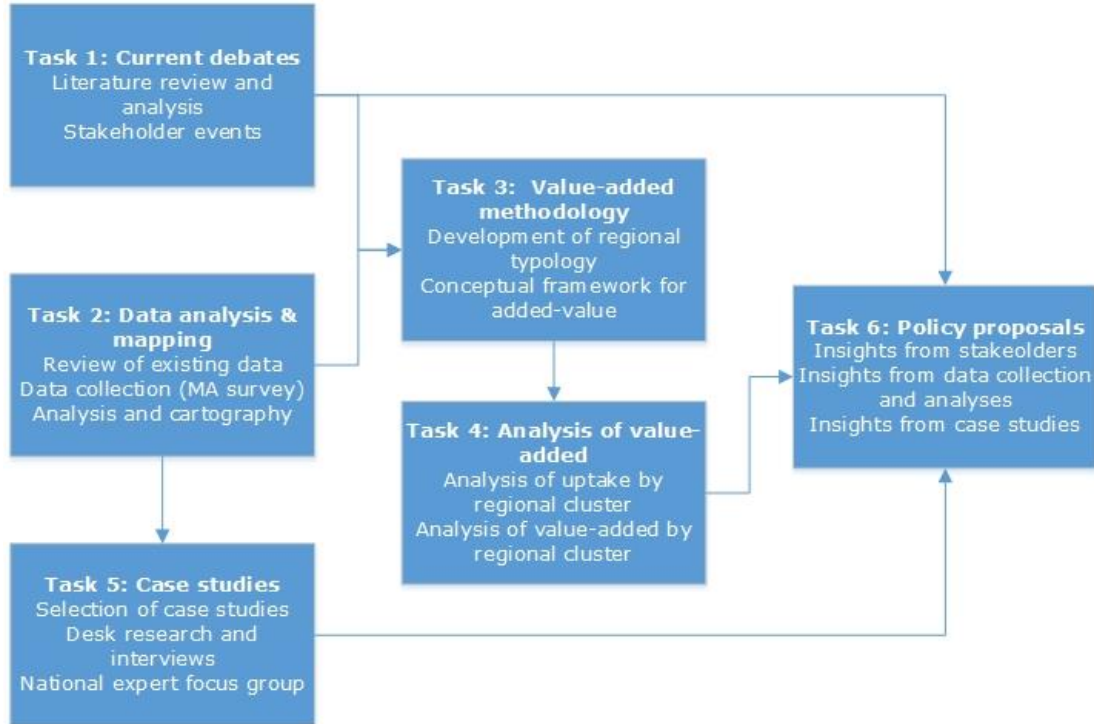 Task 1: Current debates
Literature review and
analysis
Stakeholder events
Task 2: Data analysis &
mapping
Review of existing data
Data collection (MA survey)
Analysis and cartography
Task 5: Case studies
Selection of case studies
Desk research and
interviews
National expert focus group
Task 3:  Value-added
methodology
Development of regional
typology
Conceptual framework for
added-value
Task 4: Analysis of value-
added
Analysis of uptake by
regional cluster
Analysis of value-added by
regional cluster
Task 6: Policy proposals
Insights from stakeolders
Insights from data collection
and analyses
Insights from case studies